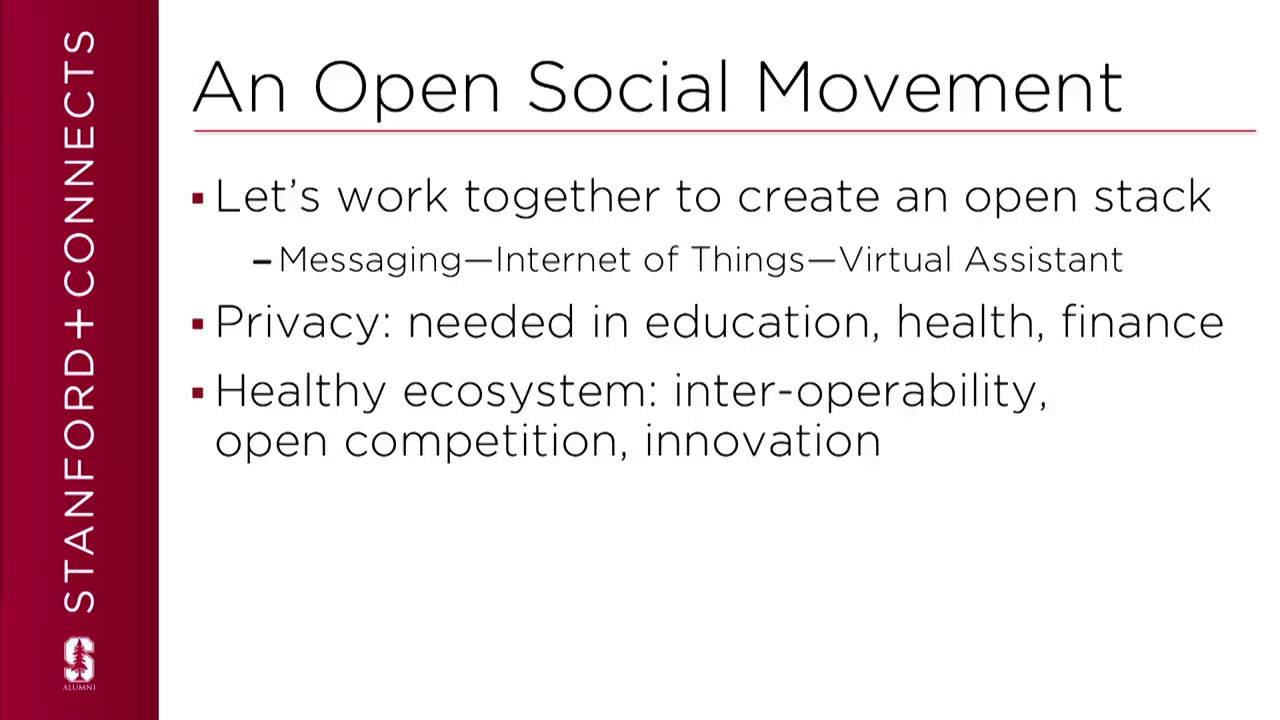 STANFORD+CONNECTS
S
ALUMNI
An Open Social Movement
▪ Let’s work together to create an open stack
– Messaging—Internet of Things—Virtual Assistant
▪ Privacy: needed in education, health, finance
▪ Healthy ecosystem: inter-operability,
open competition, innovation